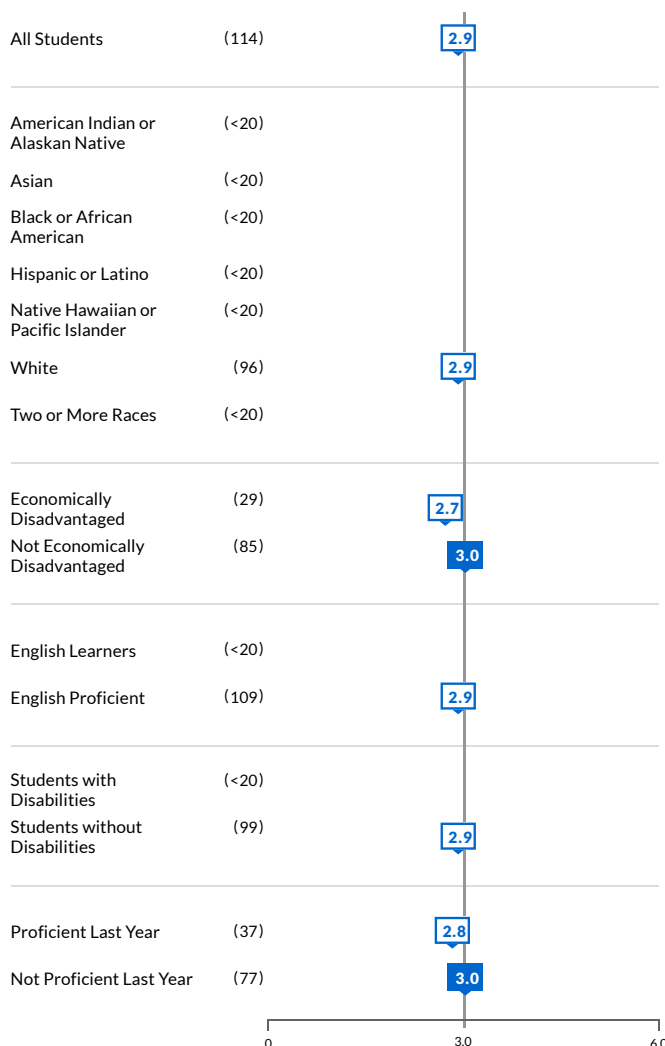 All Students (114) 2.9
American Indian or (<20)
Alaskan Native
Asian (<20)
Black or African (<20)
American
Hispanic or Latino (<20)
Native Hawaiian or (<20)
Pacific Islander
White (96) 2.9
Two or More Races (<20)
Economically (29) 2.7
Disadvantaged
Not Economically (85) 3.0
Disadvantaged
English Learners (<20)
English Proficient (109) 2.9
Students with (<20)
Disabilities
Students without (99) 2.9
Disabilities
Proficient Last Year (37) 2.8
Not Proficient Last Year (77) 3.0
0 3.0 6.0